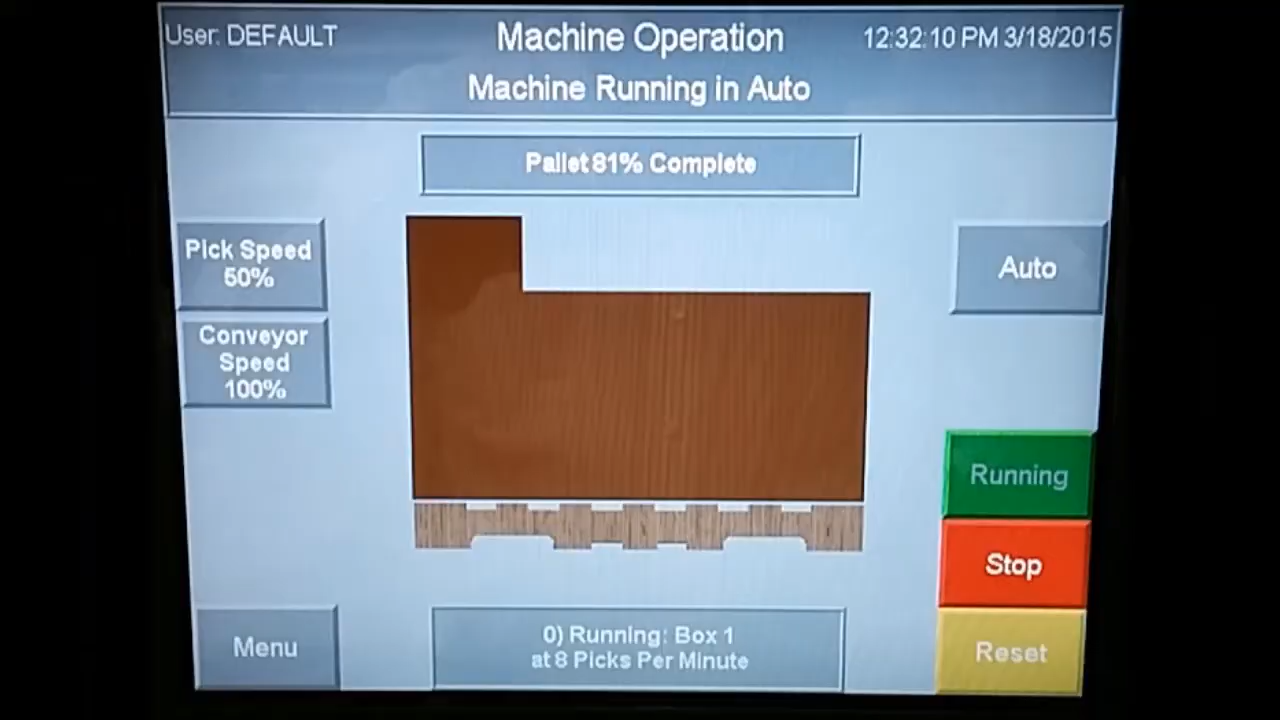 User: DEFAULT
Machine Operation
12:32:10 PM 3/18/2015
Machine Running in Auto
Pallet 81% Complete
Pick Speed
50%
Auto
Conveyor
Speed
100%
Running
Stop
Menu
0) Running: Box 1
at 8 Picks Per Minute
Reset